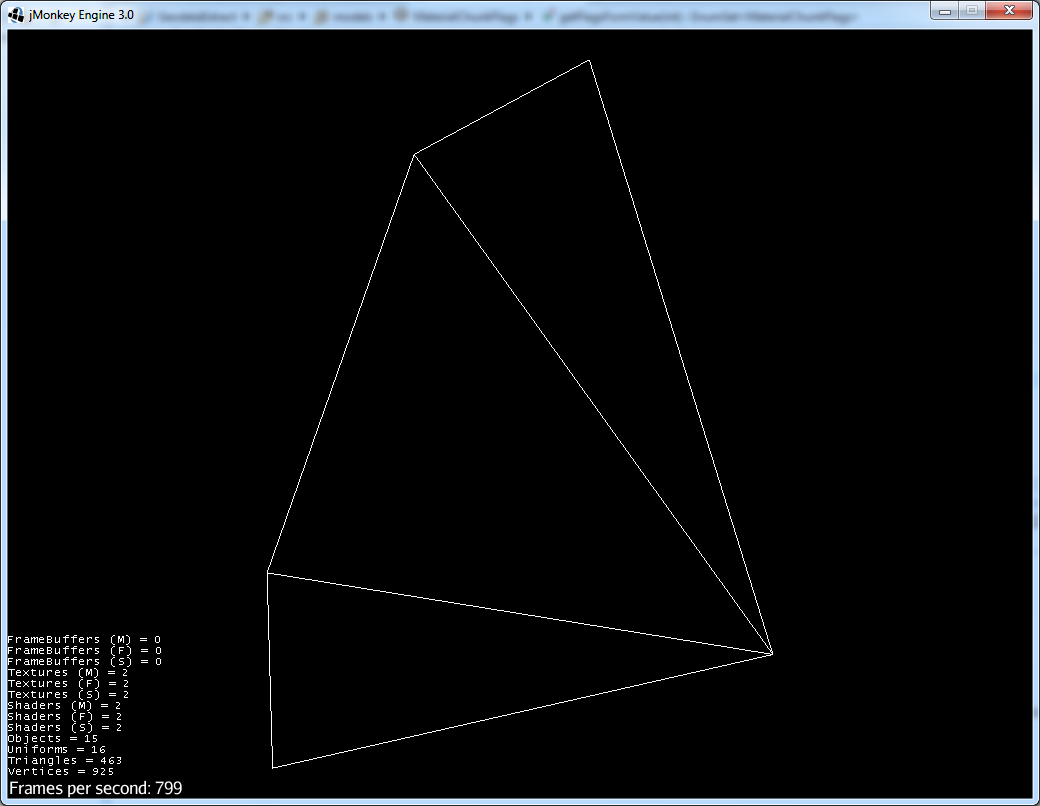 jMonkey Engine 3.0
FrameBuffers (M) = 0
FrameBuffers (F) = 0
FrameBuffers (S) = 0
Textures (M) = 2
Textures (F) = 2
Textures (S) = 2
Shaders (M) = 2
Shaders (F) = 2
Shaders (S) = 2
Objects = 15
Uniforms = 16
Triangles = 463
Vertices = 925
Frames per second: 799